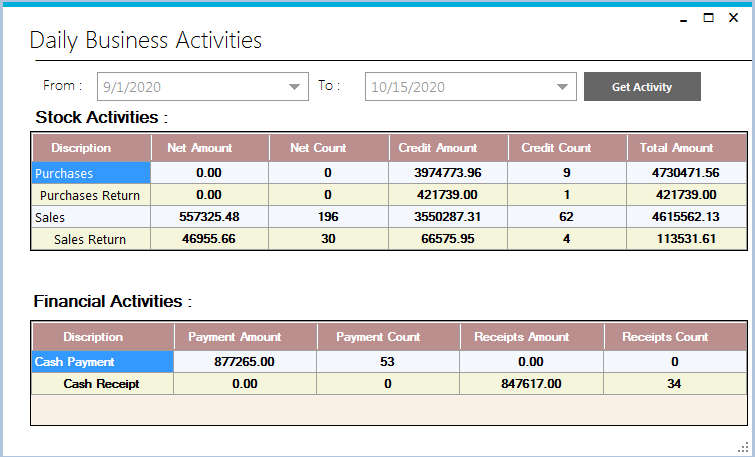 Daily Business Activities
From : 9/1/2020 To : 10/15/2020 Get Activity
Stock Activities :
Discription Net Amount Net Count Credit Amount Credit Count Total Amount
Purchases 0.00 0 3974773.96 9 4730471.56
Purchases Return 0.00 0 421739.00 1 421739.00
Sales 557325.48 196 3550287.31 62 4615562.13
Sales Return 46955.66 30 66575.95 4 113531.61
Financial Activities :
Discription Payment Amount Payment Count Receipts Amount Receipts Count
Cash Payment 877265.00 53 0.00 0
Cash Receipt 0.00 0 847617.00 34